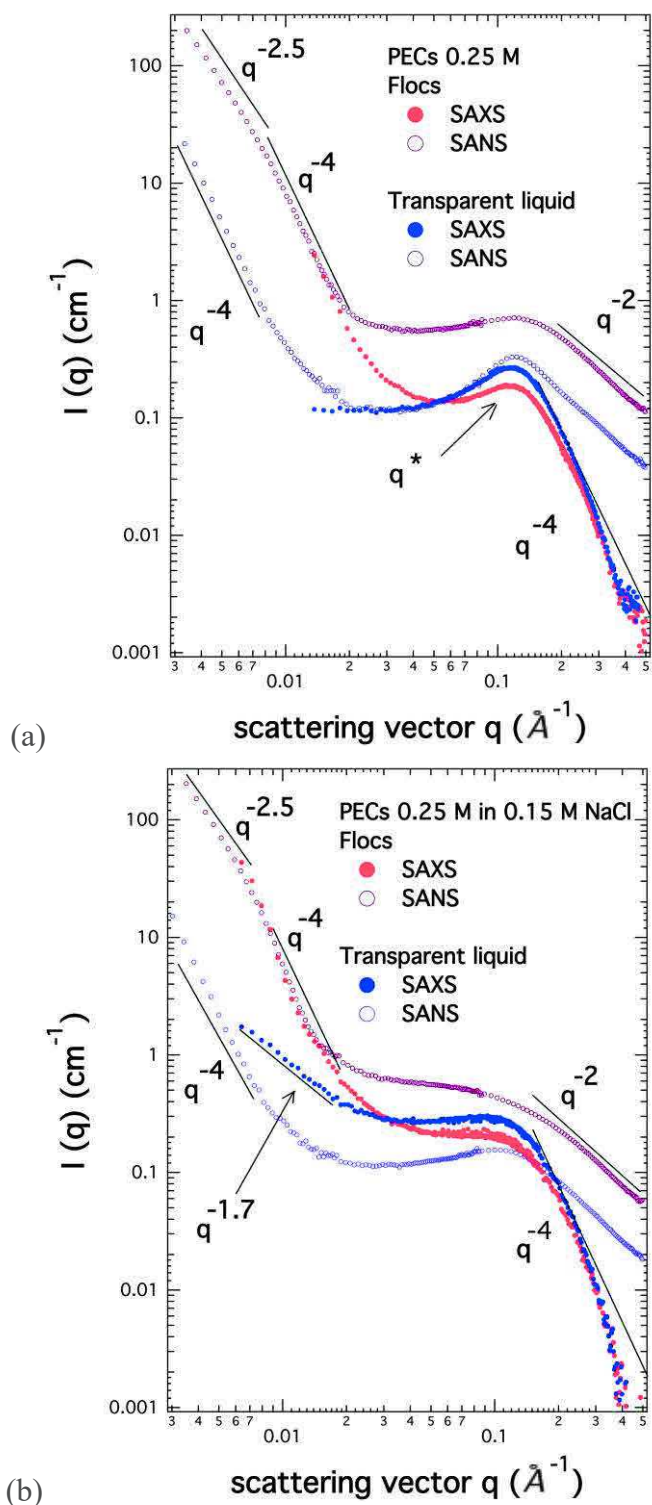 100
10
1
0.1
0.01
0.001
I (q) (cm⁻¹)
q⁻²·⁵
q⁻⁴
q⁻⁴
q⁻²
q*
q⁻⁴
PECs 0.25 M
Flocs
SAXS
SANS
Transparent liquid
SAXS
SANS
3 4 5 6 7 0.01 2 3 4 5 6 7 0.1 2 3 4 5
scattering vector q (Å⁻¹)
(a)
100
10
1
0.1
0.01
0.001
I (q) (cm⁻¹)
q⁻²·⁵
q⁻⁴
q⁻⁴
q⁻¹·⁷
q⁻²
q⁻⁴
PECs 0.25 M in 0.15 M NaCl
Flocs
SAXS
SANS
Transparent liquid
SAXS
SANS
3 4 5 6 7 0.01 2 3 4 5 6 7 0.1 2 3 4 5
scattering vector q (Å⁻¹)
(b)